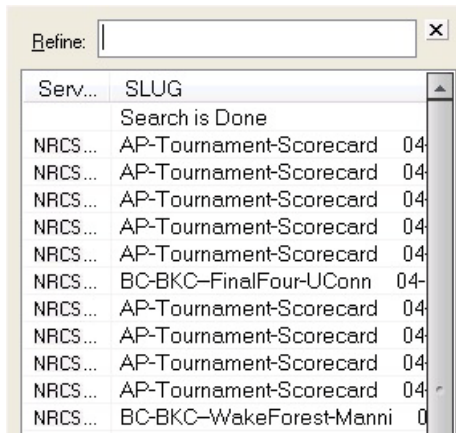 Refine:
Serv... SLUG
Search is Done
NRCS... AP-Tournament-Scorecard 04-
NRCS... AP-Tournament-Scorecard 04-
NRCS... AP-Tournament-Scorecard 04-
NRCS... AP-Tournament-Scorecard 04-
NRCS... AP-Tournament-Scorecard 04-
NRCS... BC-BKC--FinalFour-UConn 04-
NRCS... AP-Tournament-Scorecard 04-
NRCS... AP-Tournament-Scorecard 04-
NRCS... AP-Tournament-Scorecard 04-
NRCS... AP-Tournament-Scorecard 04-
NRCS... BC-BKC--WakeForest-Manni 0